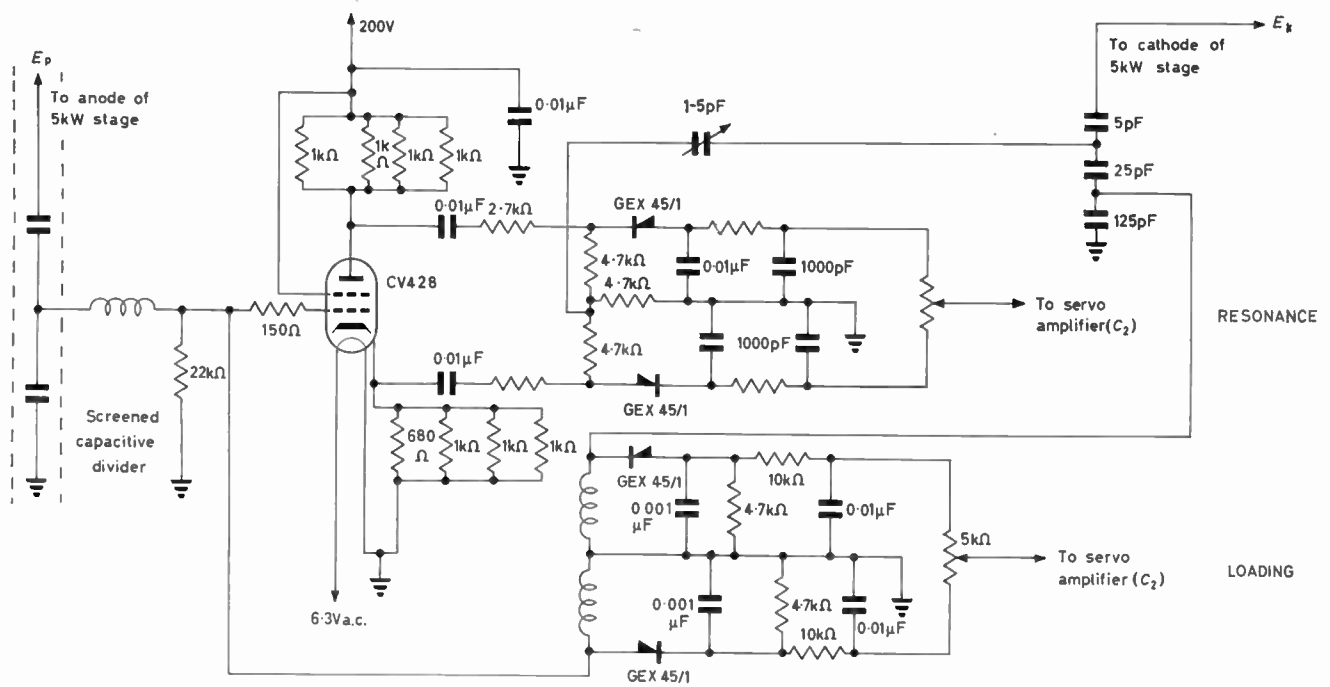 200V
Eₚ
To anode of
5kW stage
0·01μF
1kΩ
1k
Ω
1kΩ
1kΩ
1-5pF
Eₖ
To cathode of
5kW stage
5pF
25pF
125pF
0·01μF
2·7kΩ
GEX 45/1
4·7kΩ
4·7kΩ
0·01μF
1000pF
CV428
150Ω
22kΩ
Screened
capacitive
divider
0·01μF
4·7kΩ
1000pF
GEX 45/1
To servo
amplifier(C₂)
RESONANCE
680
Ω
1kΩ
1kΩ
1kΩ
6·3Va.c.
GEX 45/1
0·001
μF
4·7kΩ
10kΩ
0·01μF
5kΩ
To servo
amplifier (C₂)
LOADING
0·001
μF
4·7kΩ
10kΩ
0·01μF
GEX 45/1